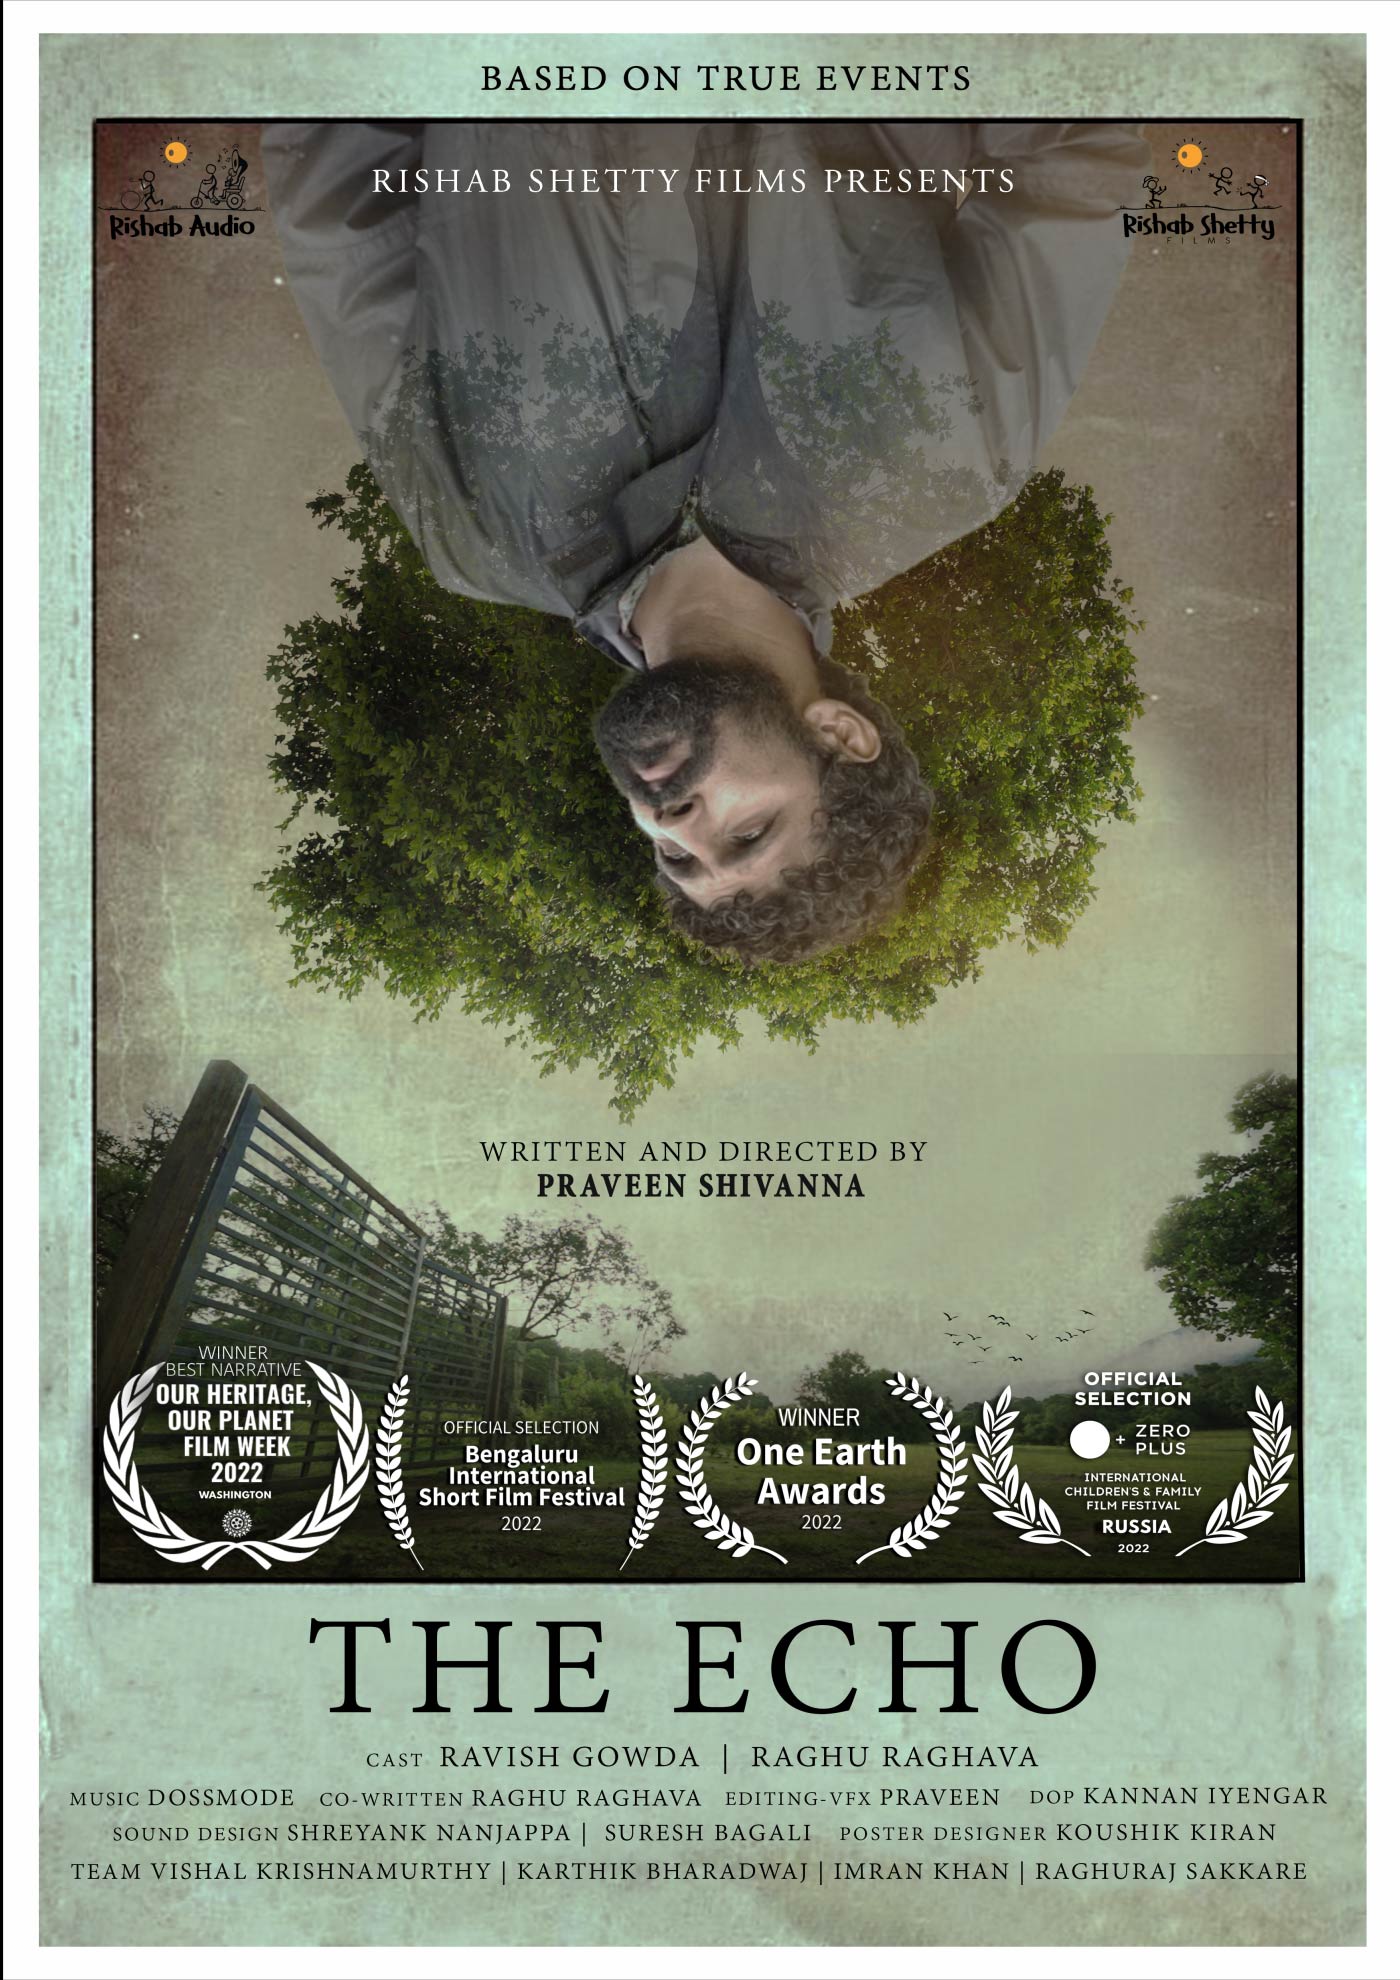 BASED ON TRUE EVENTS
Rishab Audio
RISHAB SHETTY FILMS PRESENTS
Rishab Shetty
FILMS
WRITTEN AND DIRECTED BY
PRAVEEN SHIVANNA
WINNER
BEST NARRATIVE
OUR HERITAGE,
OUR PLANET
FILM WEEK
2022
WASHINGTON
OFFICIAL SELECTION
Bengaluru
International
Short Film Festival
2022
WINNER
One Earth
Awards
2022
OFFICIAL
SELECTION
+ ZERO
PLUS
INTERNATIONAL
CHILDREN'S & FAMILY
FILM FESTIVAL
RUSSIA
2022
THE ECHO
CAST RAVISH GOWDA | RAGHU RAGHAVA
MUSIC DOSSMODE CO-WRITTEN RAGHU RAGHAVA EDITING-VFX PRAVEEN DOP KANNAN IYENGAR
SOUND DESIGN SHREYANK NANJAPPA | SURESH BAGALI POSTER DESIGNER KOUSHIK KIRAN
TEAM VISHAL KRISHNAMURTHY | KARTHIK BHARADWAJ | IMRAN KHAN | RAGHURAJ SAKKARE